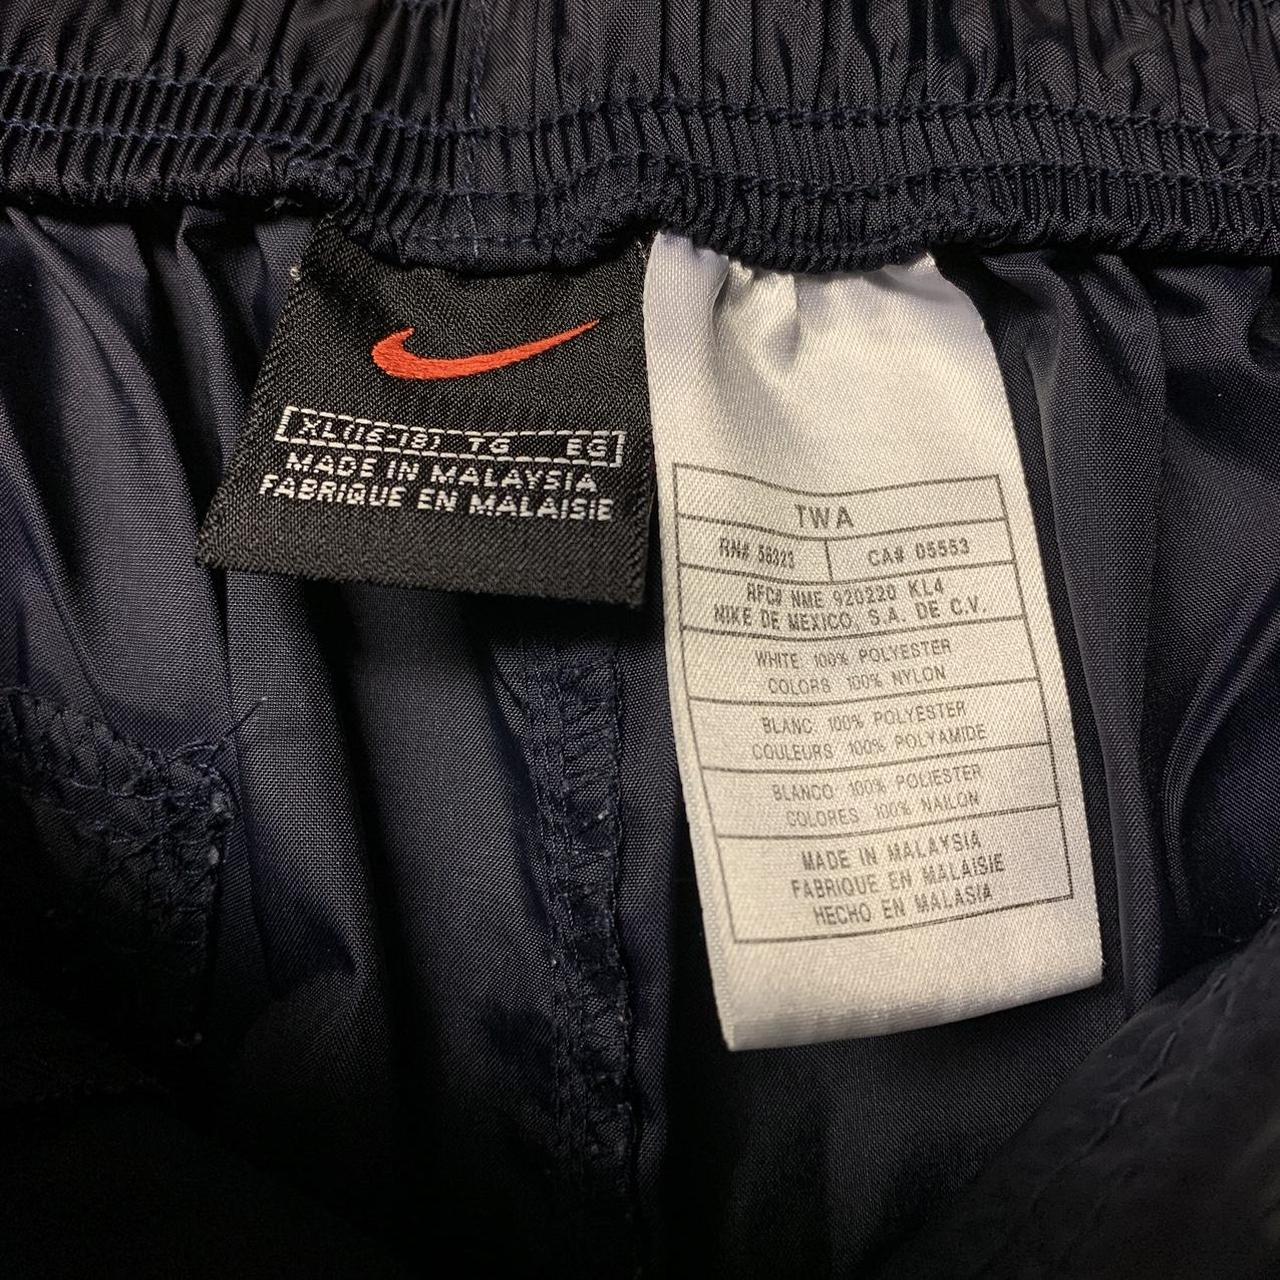 XL(16-18) TG EG
MADE IN MALAYSIA
FABRIQUE EN MALAISIE
TWA
RN# 56323 CA# 05553
RFC# NME 920220 KL4
NIKE DE MEXICO, S.A. DE C.V.
WHITE: 100% POLYESTER
COLORS 100% NYLON
BLANC: 100% POLYESTER
COULEURS 100% POLYAMIDE
BLANCO: 100% POLIESTER
COLORES 100% NAILON
MADE IN MALAYSIA
FABRIQUE EN MALAISIE
HECHO EN MALASIA